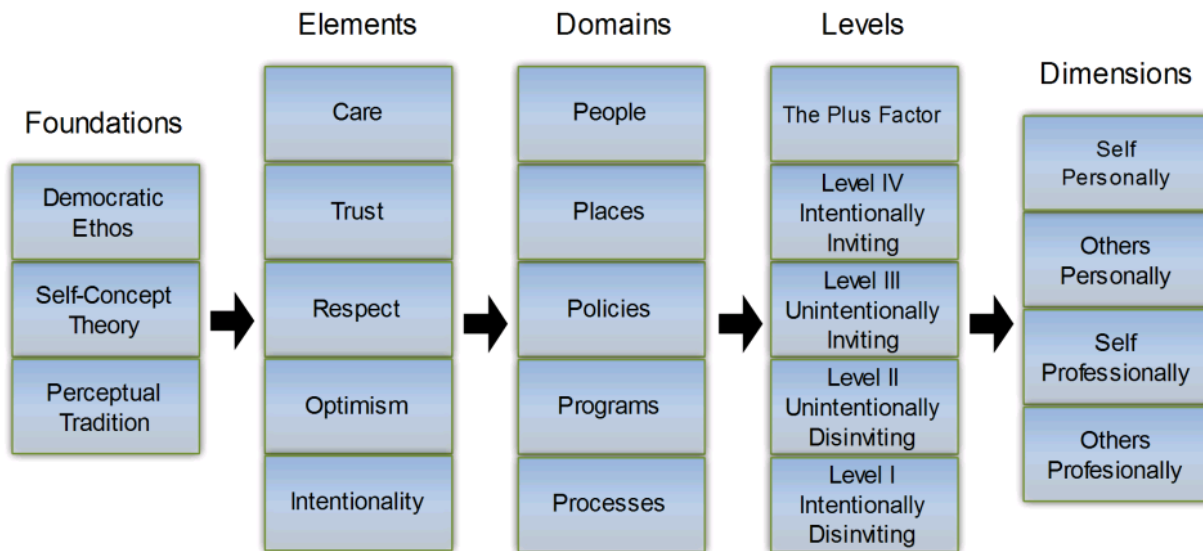 Foundations
Democratic
Ethos
Self-Concept
Theory
Perceptual
Tradition
Elements
Care
Trust
Respect
Optimism
Intentionality
Domains
People
Places
Policies
Programs
Processes
Levels
The Plus Factor
Level IV
Intentionally
Inviting
Level III
Unintentionally
Inviting
Level II
Unintentionally
Disinviting
Level I
Intentionally
Disinviting
Dimensions
Self
Personally
Others
Personally
Self
Professionally
Others
Profesionally